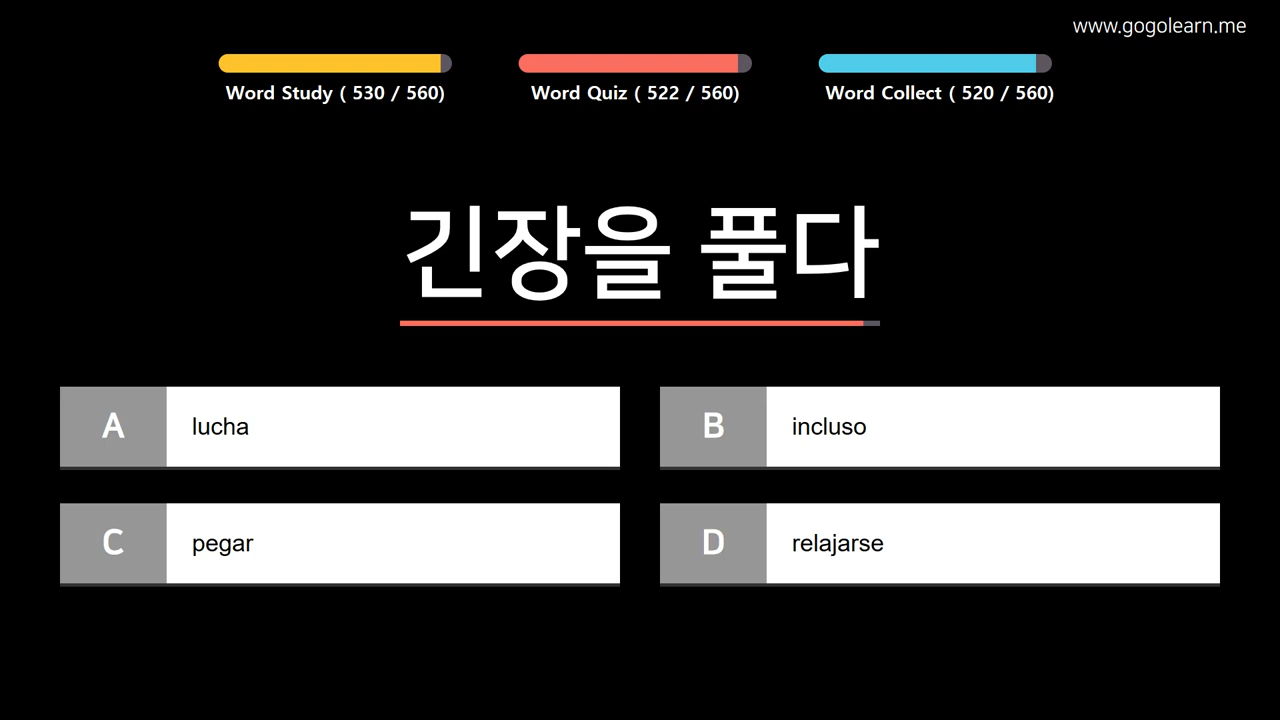 www.gogolearn.me
Word Study ( 530 / 560)
Word Quiz ( 522 / 560)
Word Collect ( 520 / 560)
긴장을 풀다
A lucha
B incluso
C pegar
D relajarse